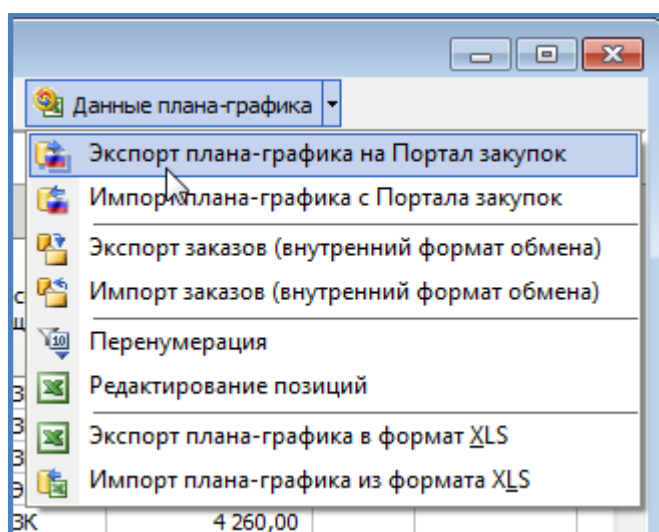 Данные плана-графика
Экспорт плана-графика на Портал закупок
Импорт плана-графика с Портала закупок
Экспорт заказов (внутренний формат обмена)
Импорт заказов (внутренний формат обмена)
Перенумерация
Редактирование позиций
Экспорт плана-графика в формат XLS
Импорт плана-графика из формата XLS
4 260,00